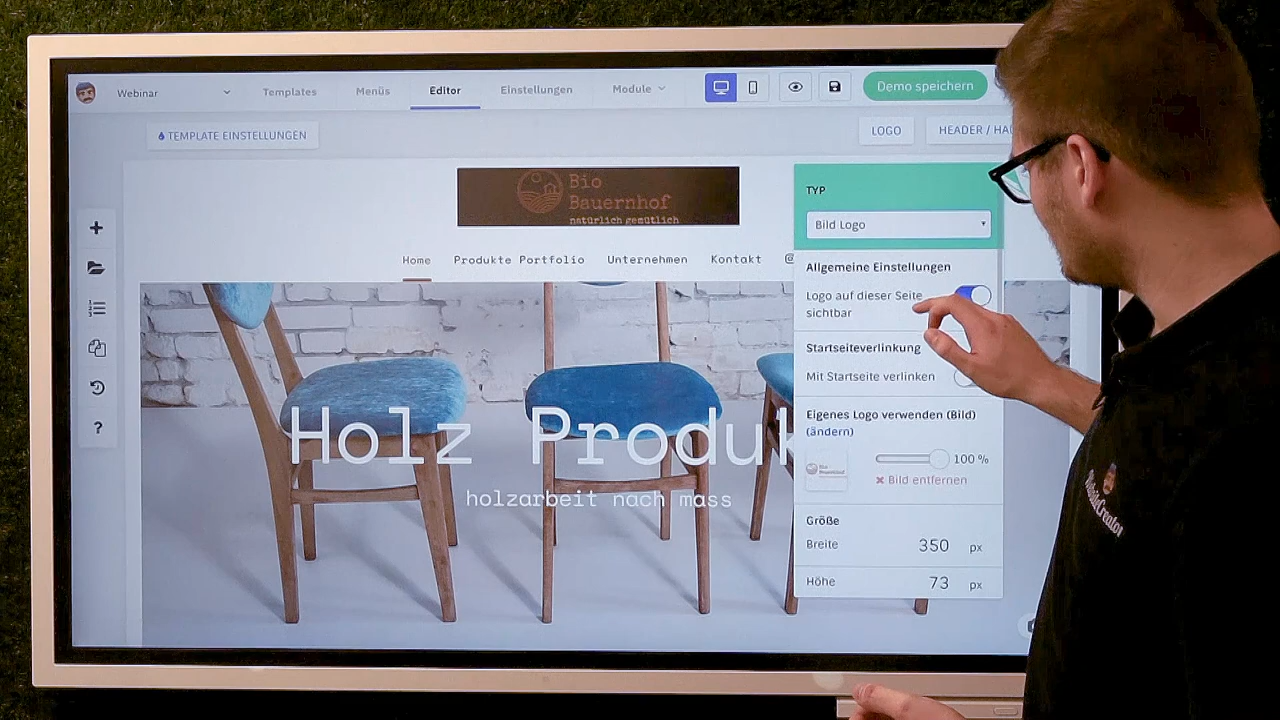 Webinar
Templates
Menüs
Editor
Einstellungen
Module
Demo speichern
TEMPLATE EINSTELLUNGEN
LOGO
HEADER /
Bio
Bauernhof
natürlich gemütlich
Home
Produkte
Portfolio
Unternehmen
Kontakt
TYP
Bild Logo
Allgemeine Einstellungen
Logo auf dieser Seite
sichtbar
Startseiteverlinkung
Mit Startseite verlinken
Eigenes Logo verwenden (Bild)
(ändern)
Bio
Bauernhof
100 %
Bild entfernen
Größe
Breite 350 px
Höhe 73 px
?
Holz Produk
holzarbeit nach mass